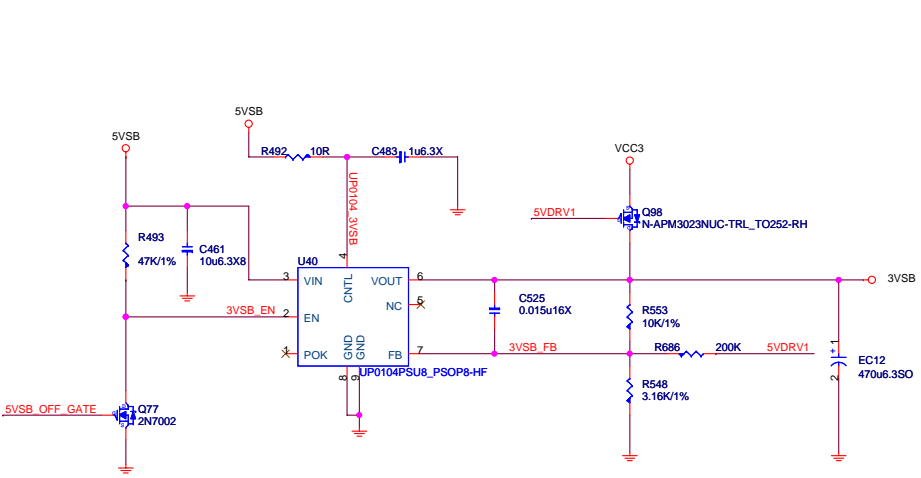 5VSB
5VSB
R492
10R
C483
1u6.3X
VCC3
UP0104_3VSB
5VDRV1
Q98
N-APM3023NUC-TRL_TO252-RH
R493
47K/1%
C461
10u6.3X8
U40
4
3
VIN
CNTL
VOUT
6
3VSB
NC
5
C525
0.015u16X
R553
10K/1%
3VSB_EN
2
EN
1
POK
GND
GND
FB
7
3VSB_FB
R686
200K
5VDRV1
1
+
EC12
470u6.3SO
2
8
9
UP0104PSU8_PSOP8-HF
R548
3.16K/1%
5VSB_OFF_GATE
Q77
2N7002